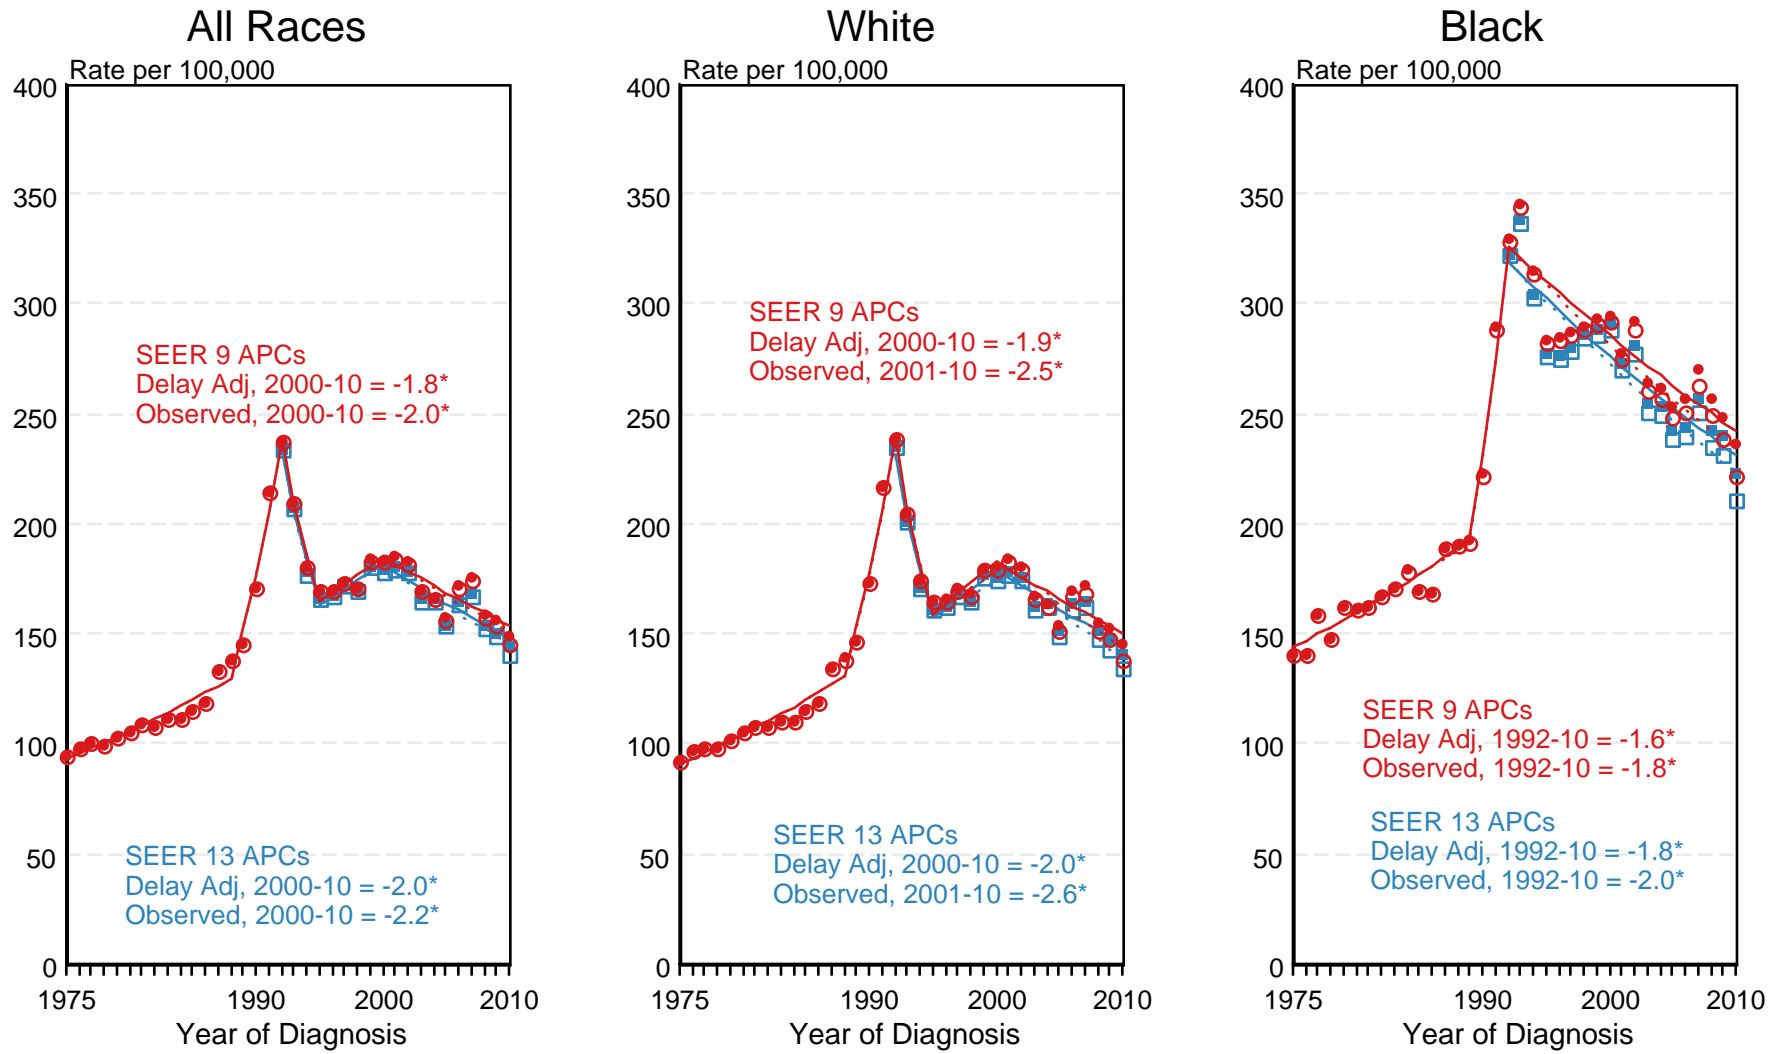 All Races
Rate per 100,000
400
350
300
250
200
150
100
50
0
SEER 9 APCs
Delay Adj, 2000-10 = -1.8*
Observed, 2000-10 = -2.0*
SEER 13 APCs
Delay Adj, 2000-10 = -2.0*
Observed, 2000-10 = -2.2*
1975 1990 2000 2010
Year of Diagnosis
White
Rate per 100,000
400
350
300
250
200
150
100
50
0
SEER 9 APCs
Delay Adj, 2000-10 = -1.9*
Observed, 2001-10 = -2.5*
SEER 13 APCs
Delay Adj, 2000-10 = -2.0*
Observed, 2001-10 = -2.6*
1975 1990 2000 2010
Year of Diagnosis
Black
Rate per 100,000
400
350
300
250
200
150
100
50
0
SEER 9 APCs
Delay Adj, 1992-10 = -1.6*
Observed, 1992-10 = -1.8*
SEER 13 APCs
Delay Adj, 1992-10 = -1.8*
Observed, 1992-10 = -2.0*
1975 1990 2000 2010
Year of Diagnosis